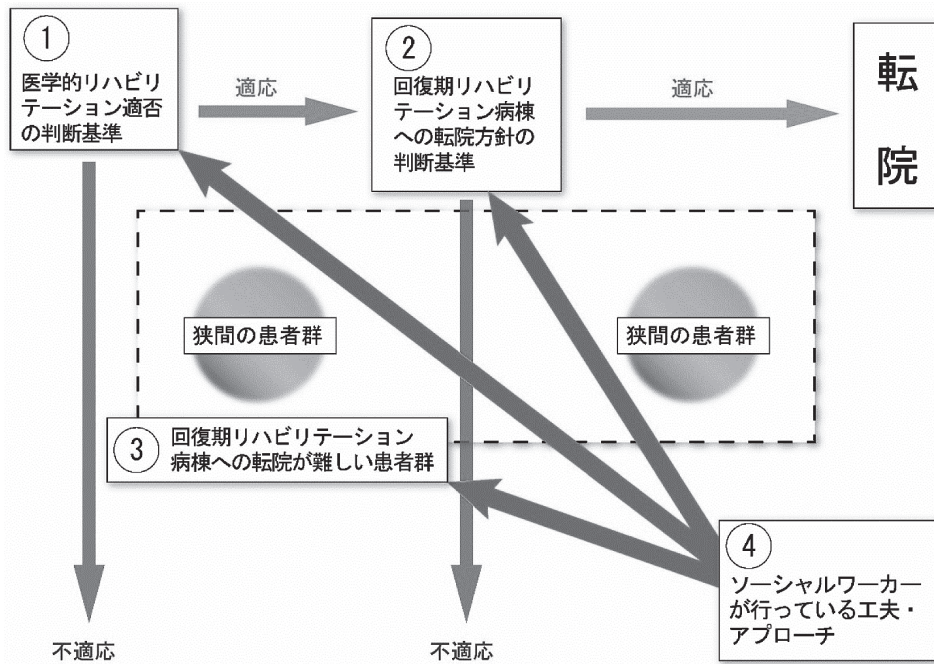 ①
医学的リハビリ
テーション適否
の判断基準
適応
②
回復期リハビリ
テーション病棟
への転院方針の
判断基準
適応
転
院
狭間の患者群
狭間の患者群
③
回復期リハビリテーション
病棟への転院が難しい患者群
④
ソーシャルワーカー
が行っている工夫・
アプローチ
不適応
不適応